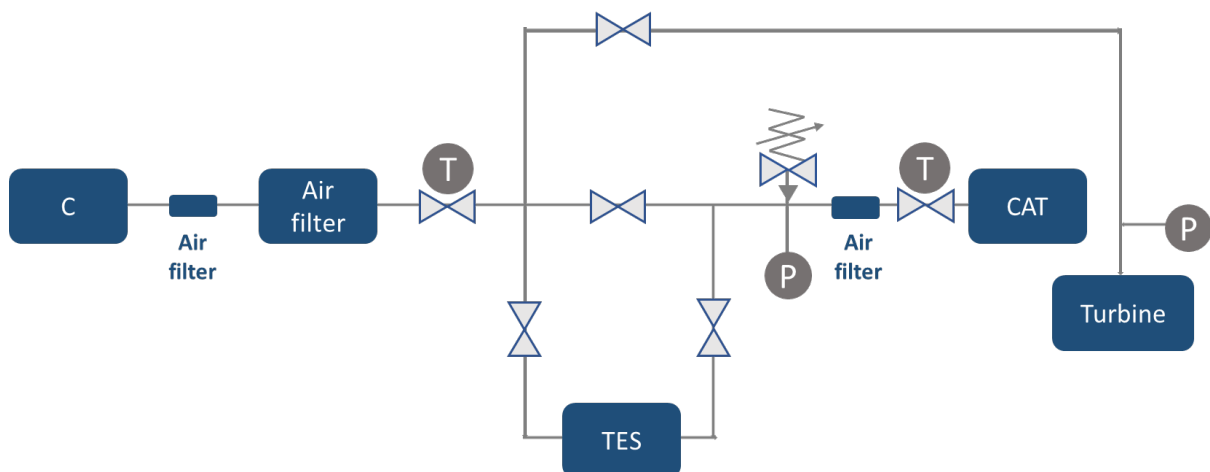 T
T
C
Air
filter
CAT
Air
filter
Air
filter
P
P
Turbine
TES